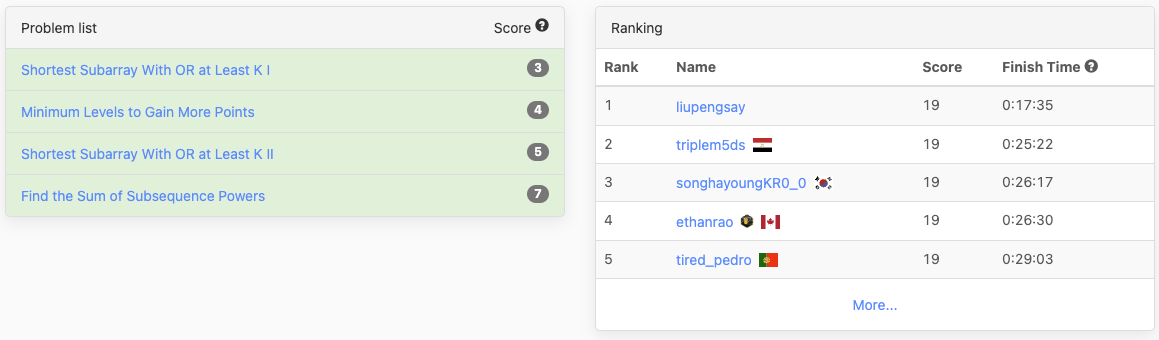 Problem list Score
Shortest Subarray With OR at Least K I 3
Minimum Levels to Gain More Points 4
Shortest Subarray With OR at Least K II 5
Find the Sum of Subsequence Powers 7
Ranking
Rank Name Score Finish Time
1 liupengsay 19 0:17:35
2 triplem5ds 19 0:25:22
3 songhayoungKR0_0 19 0:26:17
4 ethanrao 19 0:26:30
5 tired_pedro 19 0:29:03
More...